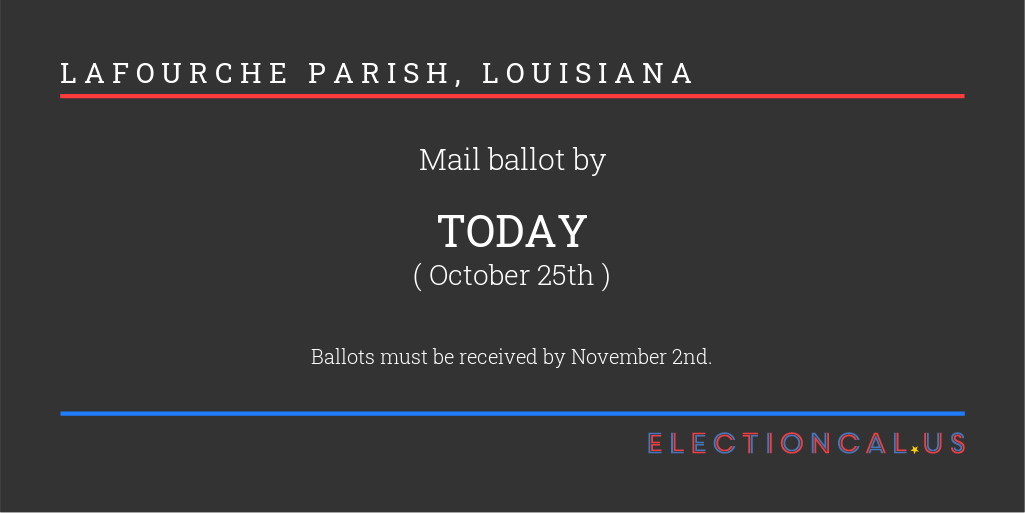 LAFOURCHE PARISH, LOUISIANA
Mail ballot by
TODAY
( October 25th )
Ballots must be received by November 2nd.
ELECTIONCAL.US